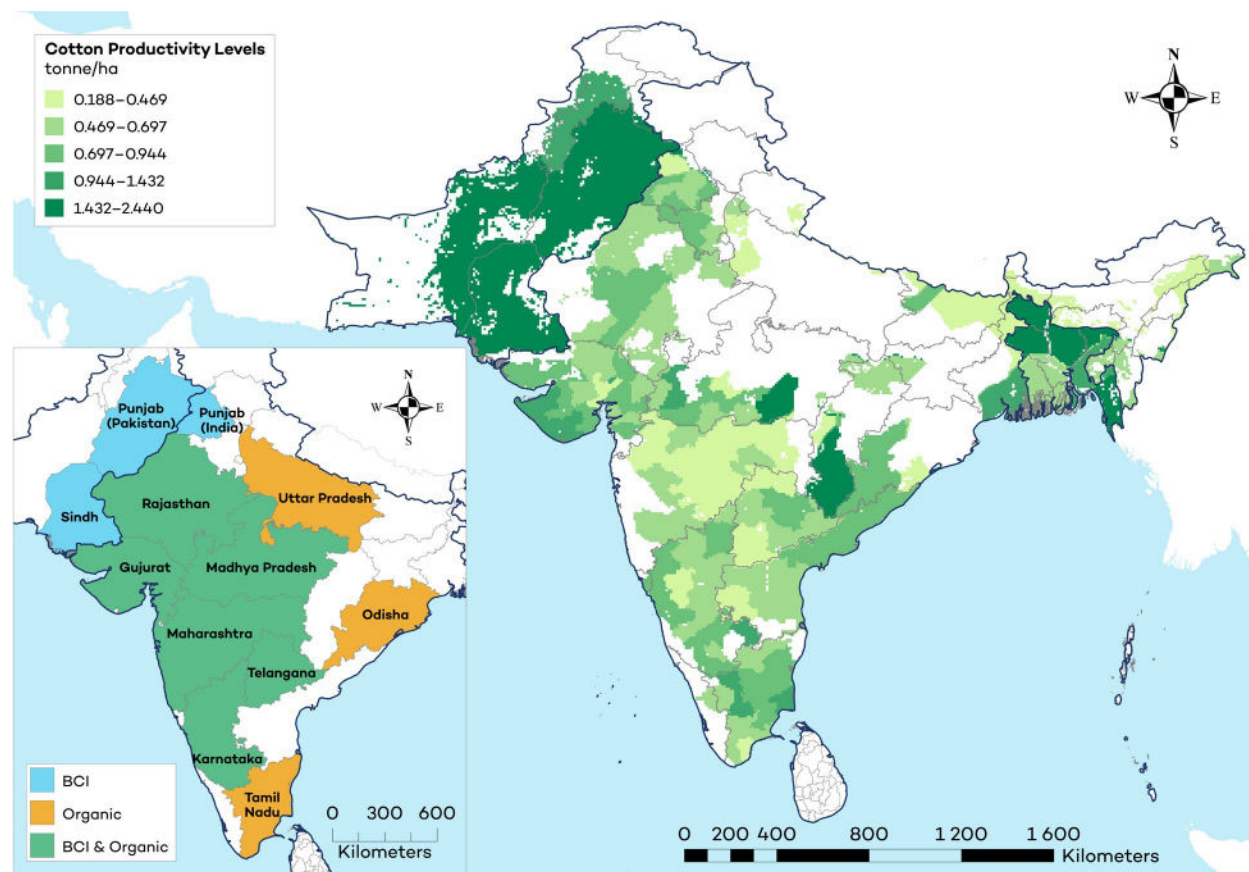 Cotton Productivity Levels
tonne/ha
0.188–0.469
0.469–0.697
0.697–0.944
0.944–1.432
1.432–2.440
N
W E
S
N
W E
S
Punjab
(Pakistan)
Punjab
(India)
Uttar Pradesh
Rajasthan
Sindh
Gujurat
Madhya Pradesh
Odisha
Maharashtra
Telangana
Karnataka
Tamil
Nadu
BCI
Organic
BCI & Organic
0 300 600
Kilometers
0 200 400 800 1 200 1 600
Kilometers